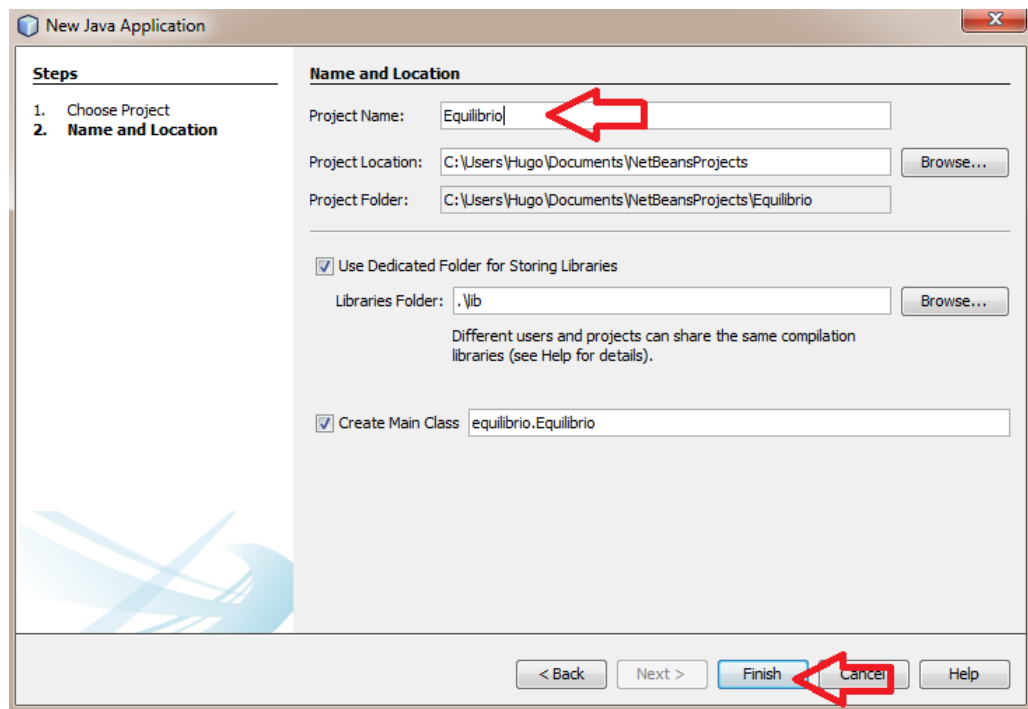 New Java Application
Steps
1. Choose Project
2. Name and Location
Name and Location
Project Name: Equilibrio
Project Location: C:\Users\Hugo\Documents\NetBeansProjects Browse...
Project Folder: C:\Users\Hugo\Documents\NetBeansProjects\Equilibrio
Use Dedicated Folder for Storing Libraries
Libraries Folder: .\lib Browse...
Different users and projects can share the same compilation
libraries (see Help for details).
Create Main Class equilibrio.Equilibrio
< Back Next > Finish Cancel Help